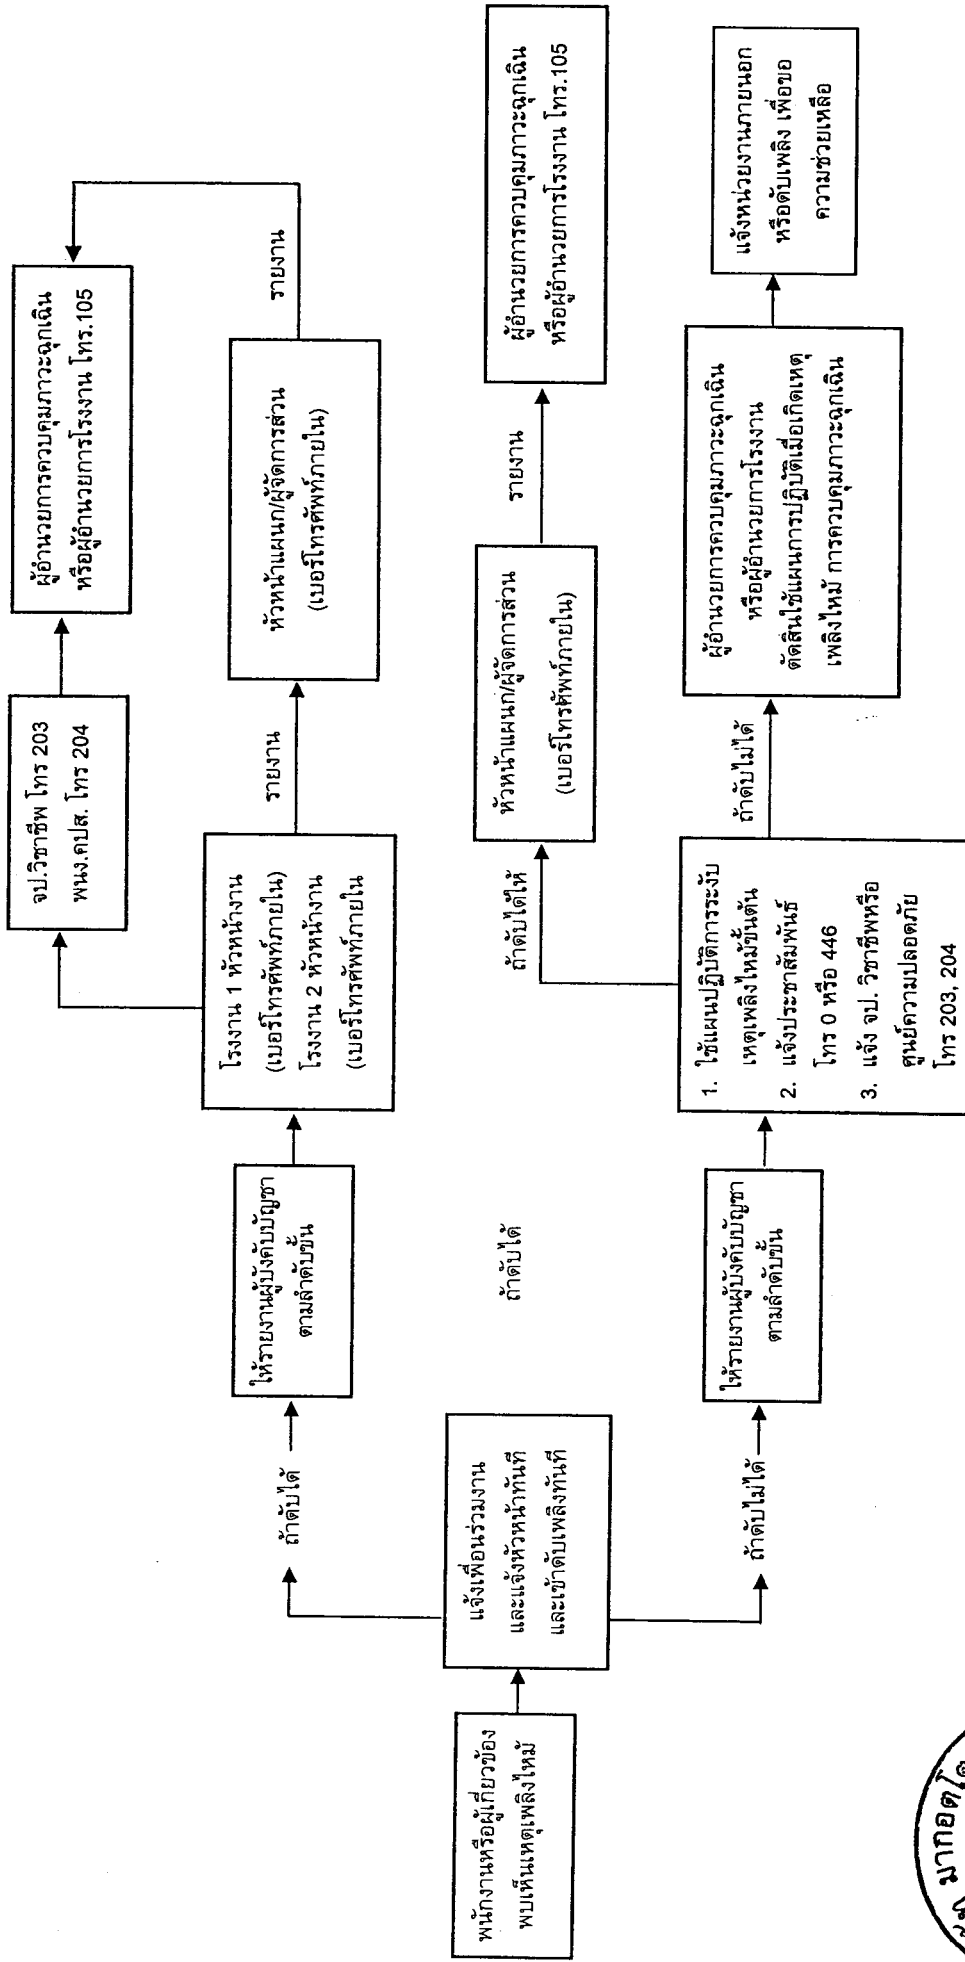 พนักงานหรือผู้เกี่ยวข้อง
พบเห็นเหตุเพลิงไหม้
แจ้งเพื่อนร่วมงาน
และแจ้งหัวหน้าทันที
และเข้าดับเพลิงทันที
ถ้าดับได้
ให้รายงานผู้บังคับบัญชา
ตามลำดับขั้น
โรงงาน 1 หัวหน้างาน
(เบอร์โทรศัพท์ภายใน)
โรงงาน 2 หัวหน้างาน
(เบอร์โทรศัพท์ภายใน
จป.วิชาชีพ โทร 203
พนง.คปส. โทร 204
รายงาน
หัวหน้าแผนก/ผู้จัดการส่วน
(เบอร์โทรศัพท์ภายใน)
รายงาน
ผู้อำนวยการควบคุมภาวะฉุกเฉิน
หรือผู้อำนวยการโรงงาน โทร.105
ถ้าดับได้
ถ้าดับไม่ได้
ให้รายงานผู้บังคับบัญชา
ตามลำดับขั้น
1. ใช้แผนปฏิบัติการระงับ
เหตุเพลิงไหม้ขั้นต้น
2. แจ้งประชาสัมพันธ์
โทร 0 หรือ 446
3. แจ้ง จป. วิชาชีพหรือ
ศูนย์ความปลอดภัย
โทร 203, 204
ถ้าดับได้ให้
หัวหน้าแผนก/ผู้จัดการส่วน
(เบอร์โทรศัพท์ภายใน)
รายงาน
ผู้อำนวยการควบคุมภาวะฉุกเฉิน
หรือผู้อำนวยการโรงงาน โทร.105
ถ้าดับไม่ได้
ผู้อำนวยการควบคุมภาวะฉุกเฉิน
หรือผู้อำนวยการโรงงาน
ตัดสินใช้แผนการปฏิบัติเมื่อเกิดเหตุ
เพลิงไหม้ การควบคุมภาวะฉุกเฉิน
แจ้งหน่วยงานภายนอก
หรือดับเพลิง เพื่อขอ
ความช่วยเหลือ